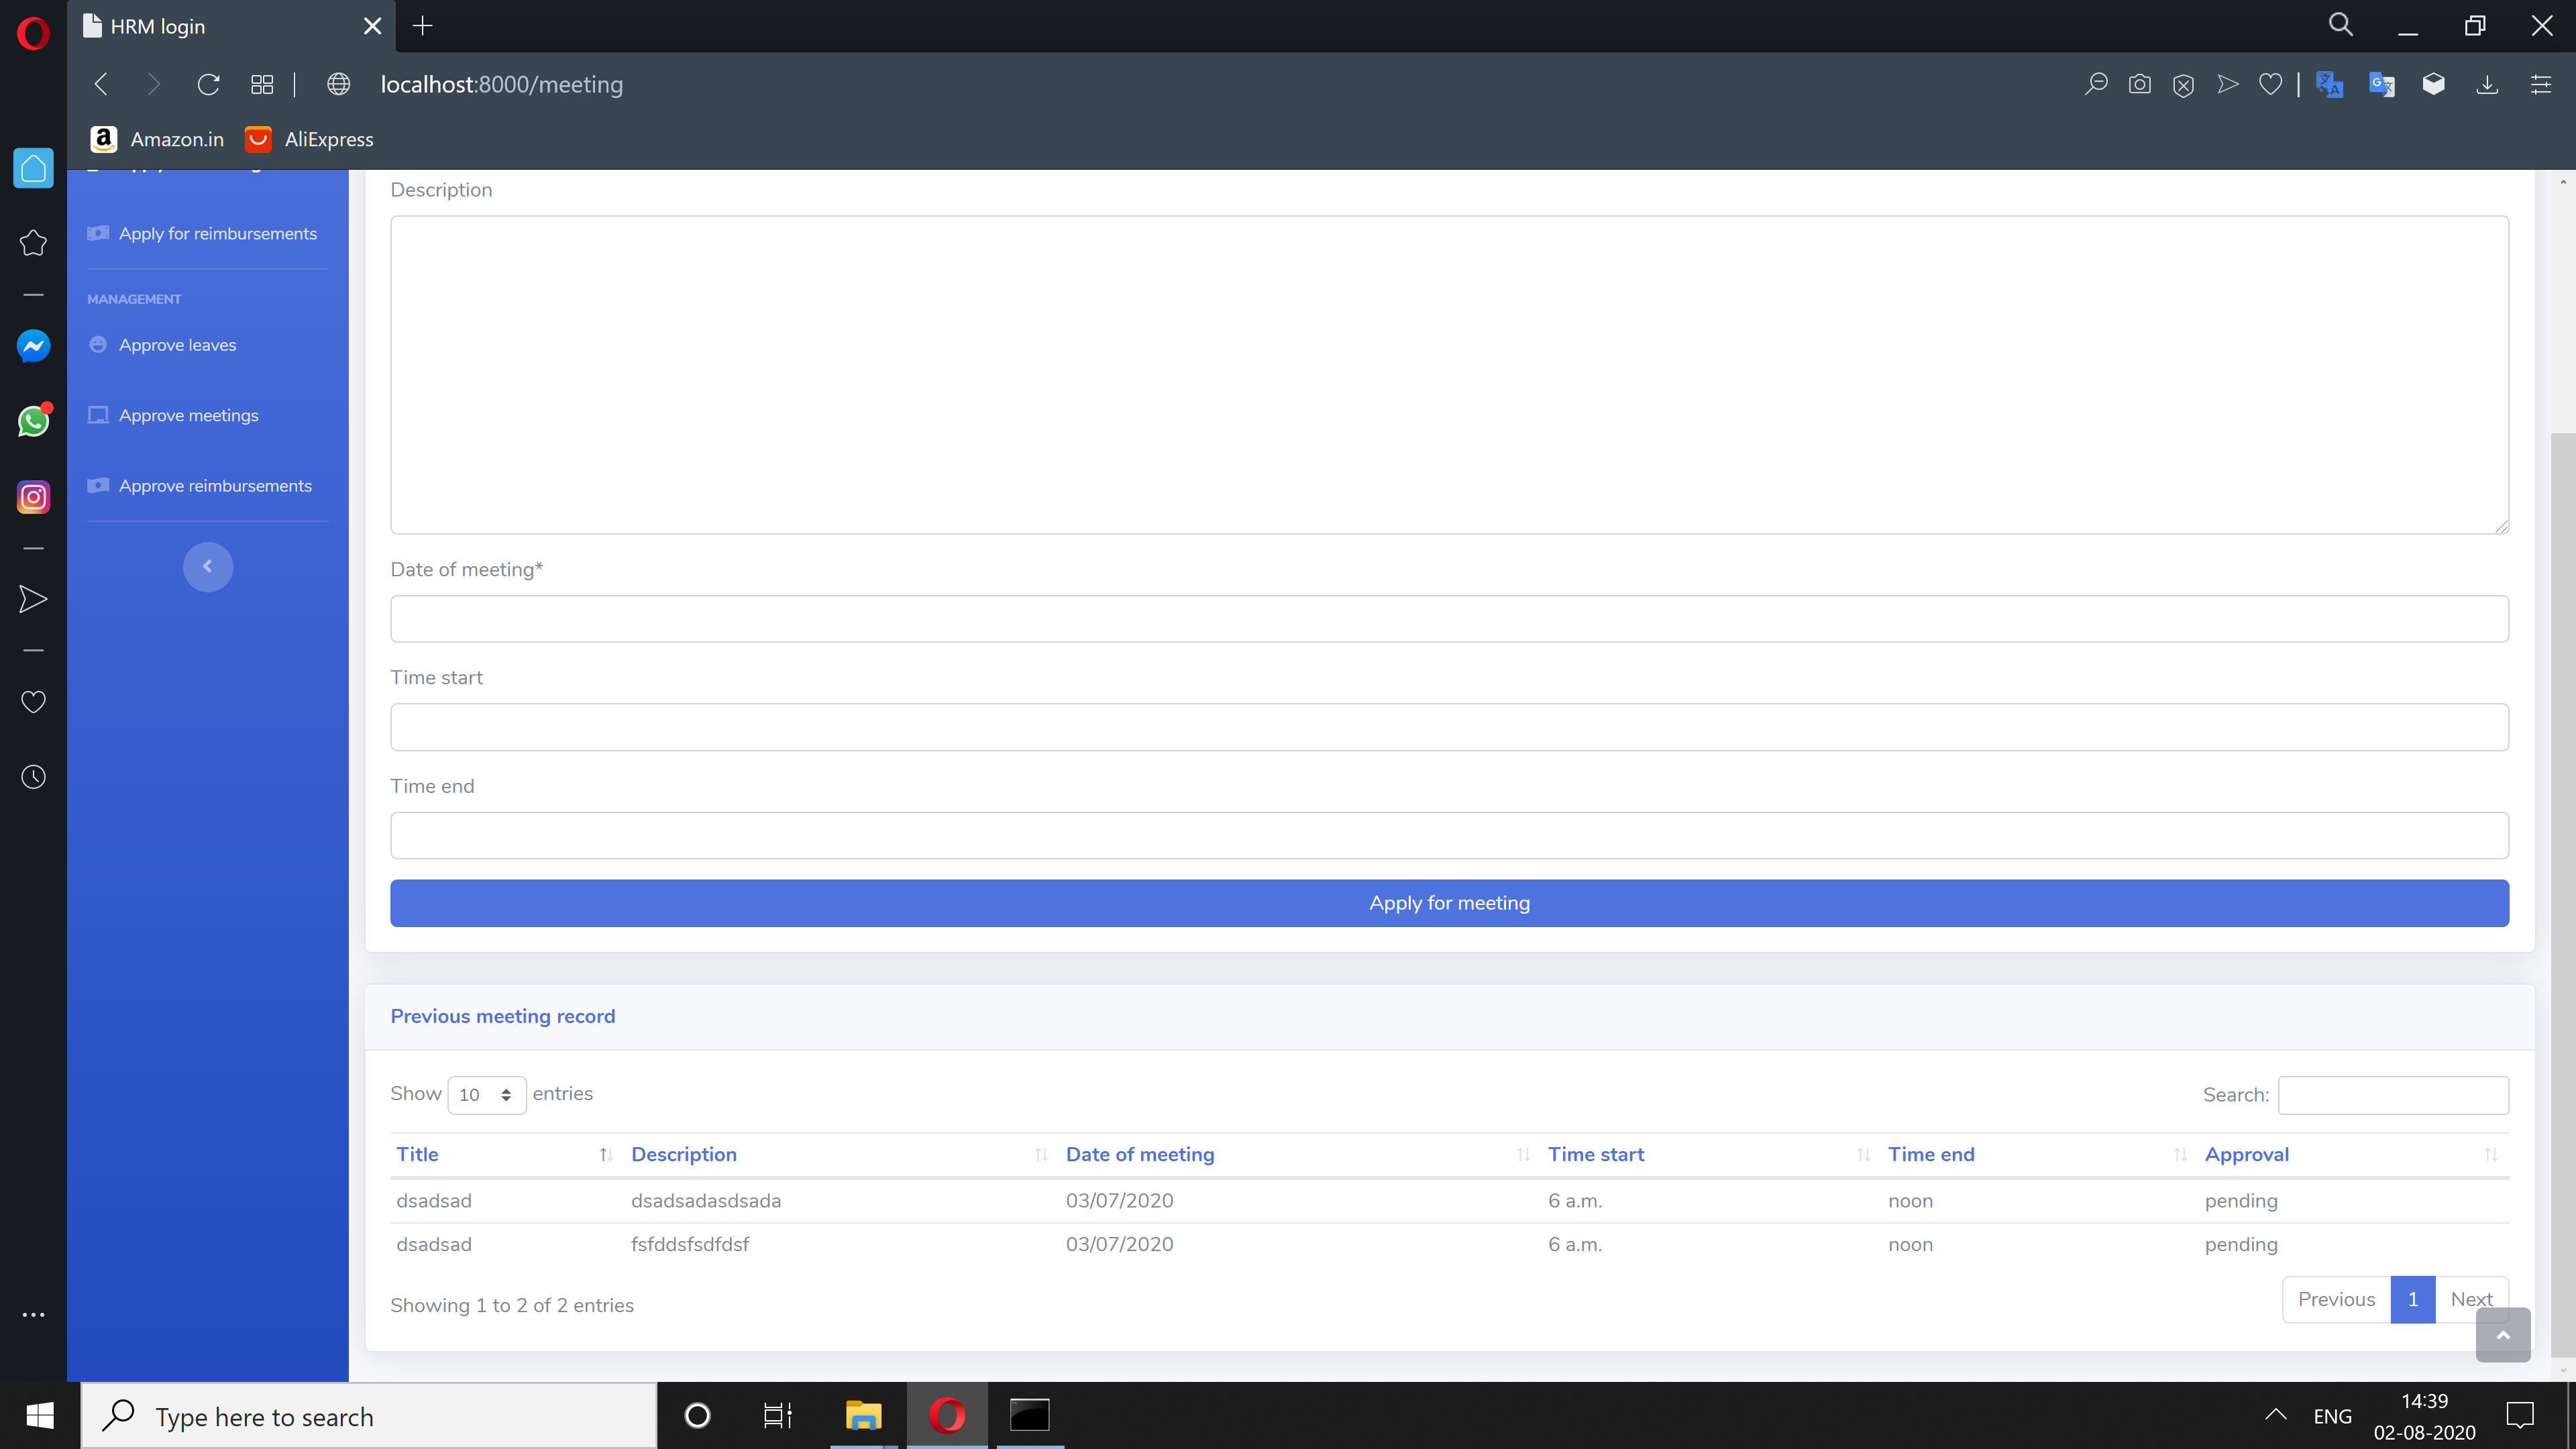 HRM login
localhost:8000/meeting
Amazon.in AliExpress
Apply for reimbursements
MANAGEMENT
Approve leaves
Approve meetings
Approve reimbursements
Description
Date of meeting*
Time start
Time end
Apply for meeting
Previous meeting record
Show 10 entries Search:
Title Description Date of meeting Time start Time end Approval
dsadsad dsadsadasdsada 03/07/2020 6 a.m. noon pending
dsadsad fsfddsfsdfdsf 03/07/2020 6 a.m. noon pending
Showing 1 to 2 of 2 entries Previous 1 Next
Type here to search
ENG
14:39
02-08-2020